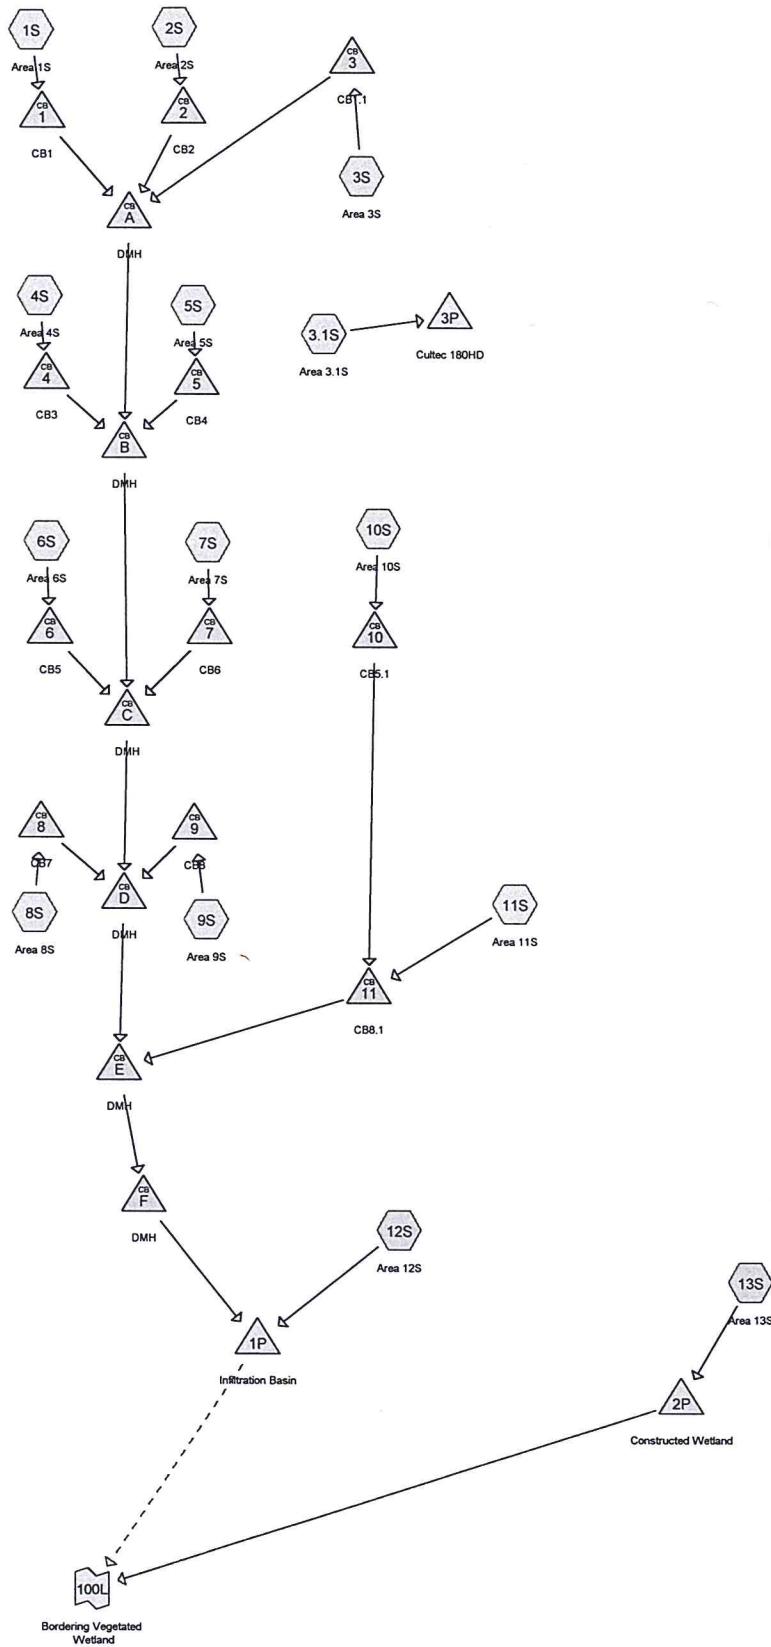 1S
Area 1S
2S
Area 2S
CB
3
CB1.1
CB
1
CB1
CB
2
CB2
3S
Area 3S
CB
A
DMH
4S
Area 4S
5S
Area 5S
3.1S
Area 3.1S
3P
Cultec 180HD
CB
4
CB3
CB
5
CB4
CB
B
DMH
6S
Area 6S
7S
Area 7S
10S
Area 10S
CB
6
CB5
CB
7
CB6
CB
10
CB5.1
CB
C
DMH
CB
8
CB7
CB
9
CB8
CB
D
DMH
8S
Area 8S
9S
Area 9S
11S
Area 11S
CB
11
CB8.1
CB
E
DMH
CB
F
DMH
12S
Area 12S
13S
Area 13S
1P
Infiltration Basin
2P
Constructed Wetland
100L
Bordering Vegetated
Wetland